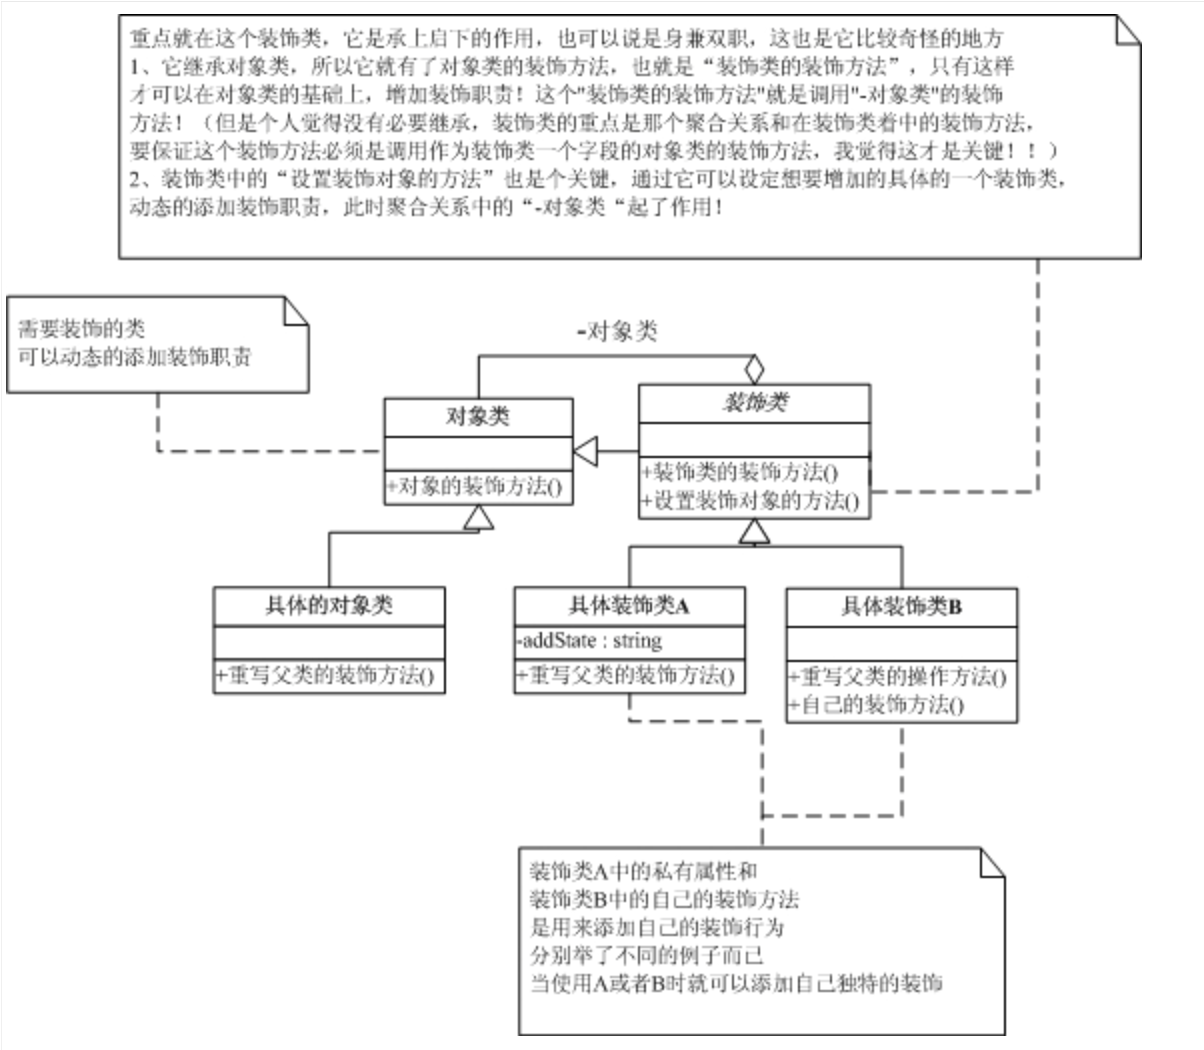 重点就在这个装饰类，它是承上启下的作用，也可以说是身兼双职，这也是它比较奇怪的地方
1、它继承对象类，所以它就有了对象类的装饰方法，也就是“装饰类的装饰方法”，只有这样
才可以在对象类的基础上，增加装饰职责！这个"装饰类的装饰方法"就是调用"-对象类"的装饰
方法！（但是个人觉得没有必要继承，装饰类的重点是那个聚合关系和在装饰类着中的装饰方法，
要保证这个装饰方法必须是调用作为装饰类一个字段的对象类的装饰方法，我觉得这才是关键！！）
2、装饰类中的“设置装饰对象的方法”也是个关键，通过它可以设定想要增加的具体的一个装饰类，
动态的添加装饰职责，此时聚合关系中的“-对象类“起了作用！
需要装饰的类
可以动态的添加装饰职责
-对象类
对象类
+对象的装饰方法()
装饰类
+装饰类的装饰方法()
+设置装饰对象的方法()
具体的对象类
+重写父类的装饰方法()
具体装饰类A
-addState : string
+重写父类的装饰方法()
具体装饰类B
+重写父类的操作方法()
+自己的装饰方法()
装饰类A中的私有属性和
装饰类B中的自己的装饰方法
是用来添加自己的装饰行为
分别举了不同的例子而已
当使用A或者B时就可以添加自己独特的装饰